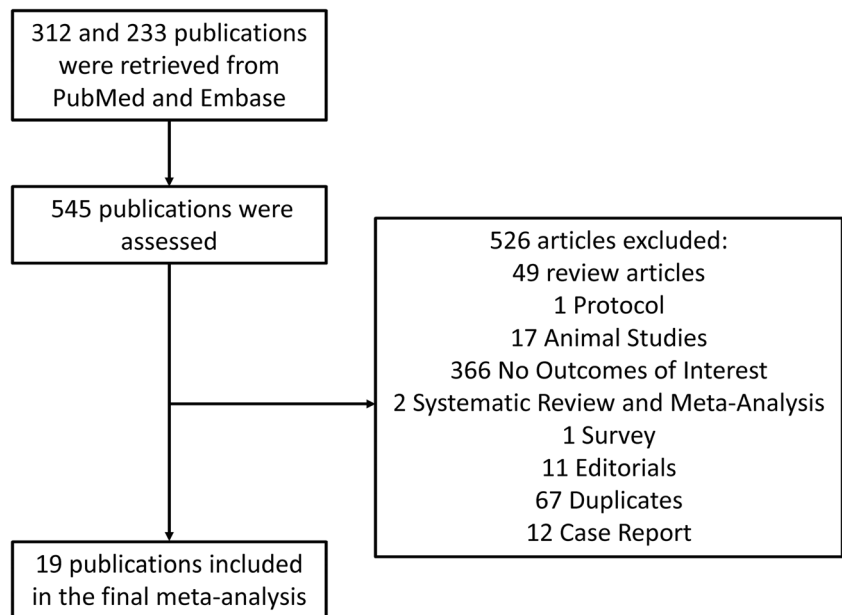 312 and 233 publications
were retrieved from
PubMed and Embase
545 publications were
assessed
526 articles excluded:
49 review articles
1 Protocol
17 Animal Studies
366 No Outcomes of Interest
2 Systematic Review and Meta-Analysis
1 Survey
11 Editorials
67 Duplicates
12 Case Report
19 publications included
in the final meta-analysis